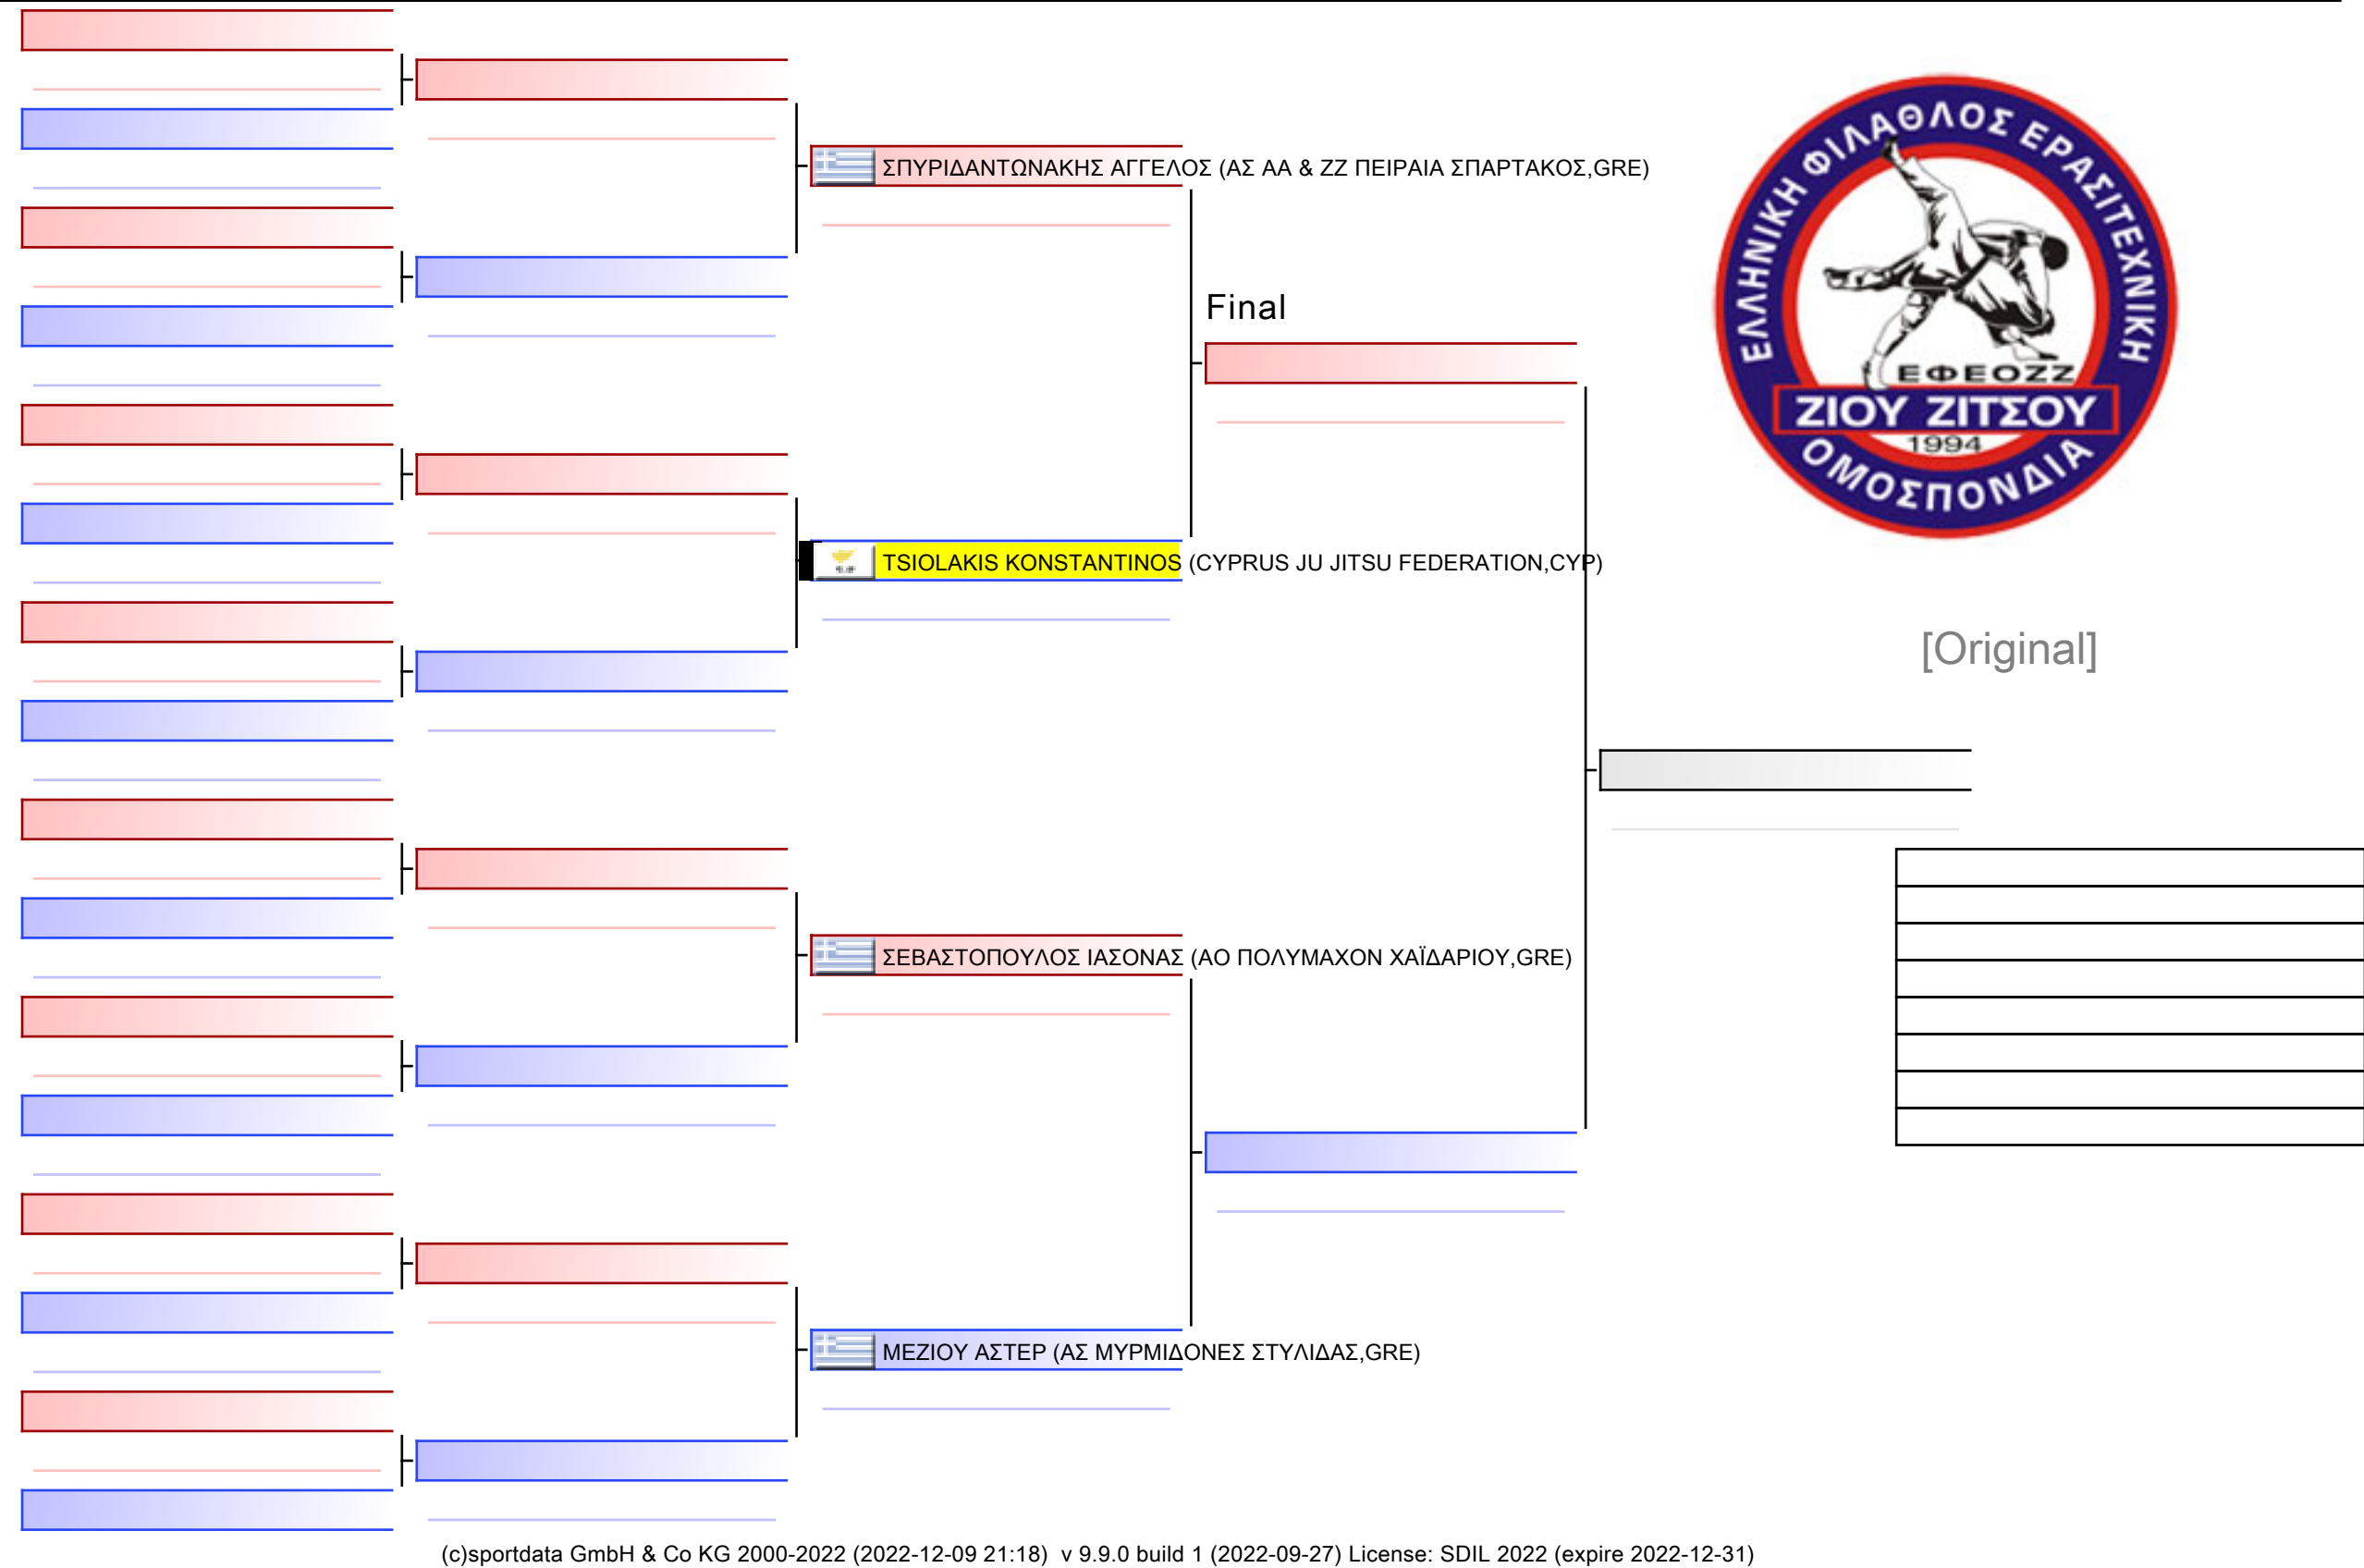 ΣΠΥΡΙΔΑΝΤΩΝΑΚΗΣ ΑΓΓΕΛΟΣ (ΑΣ ΑΑ & ΖΖ ΠΕΙΡΑΙΑ ΣΠΑΡΤΑΚΟΣ,GRE)
ΕΛΛΗΝΙΚΗ ΦΙΛΑΘΛΟΣ ΕΡΑΣΙΤΕΧΝΙΚΗ
Final
ΕΦΕΟΖΖ
ΖΙΟΥ ΖΙΤΣΟΥ
1994
ΟΜΟΣΠΟΝΔΙΑ
TSIOLAKIS KONSTANTINOS (CYPRUS JU JITSU FEDERATION,CYP)
[Original]
ΣΕΒΑΣΤΟΠΟΥΛΟΣ ΙΑΣΟΝΑΣ (ΑΟ ΠΟΛΥΜΑΧΟΝ ΧΑΪΔΑΡΙΟΥ,GRE)
ΜΕΖΙΟΥ ΑΣΤΕΡ (ΑΣ ΜΥΡΜΙΔΟΝΕΣ ΣΤΥΛΙΔΑΣ,GRE)
(c)sportdata GmbH & Co KG 2000-2022 (2022-12-09 21:18) v 9.9.0 build 1 (2022-09-27) License: SDIL 2022 (expire 2022-12-31)